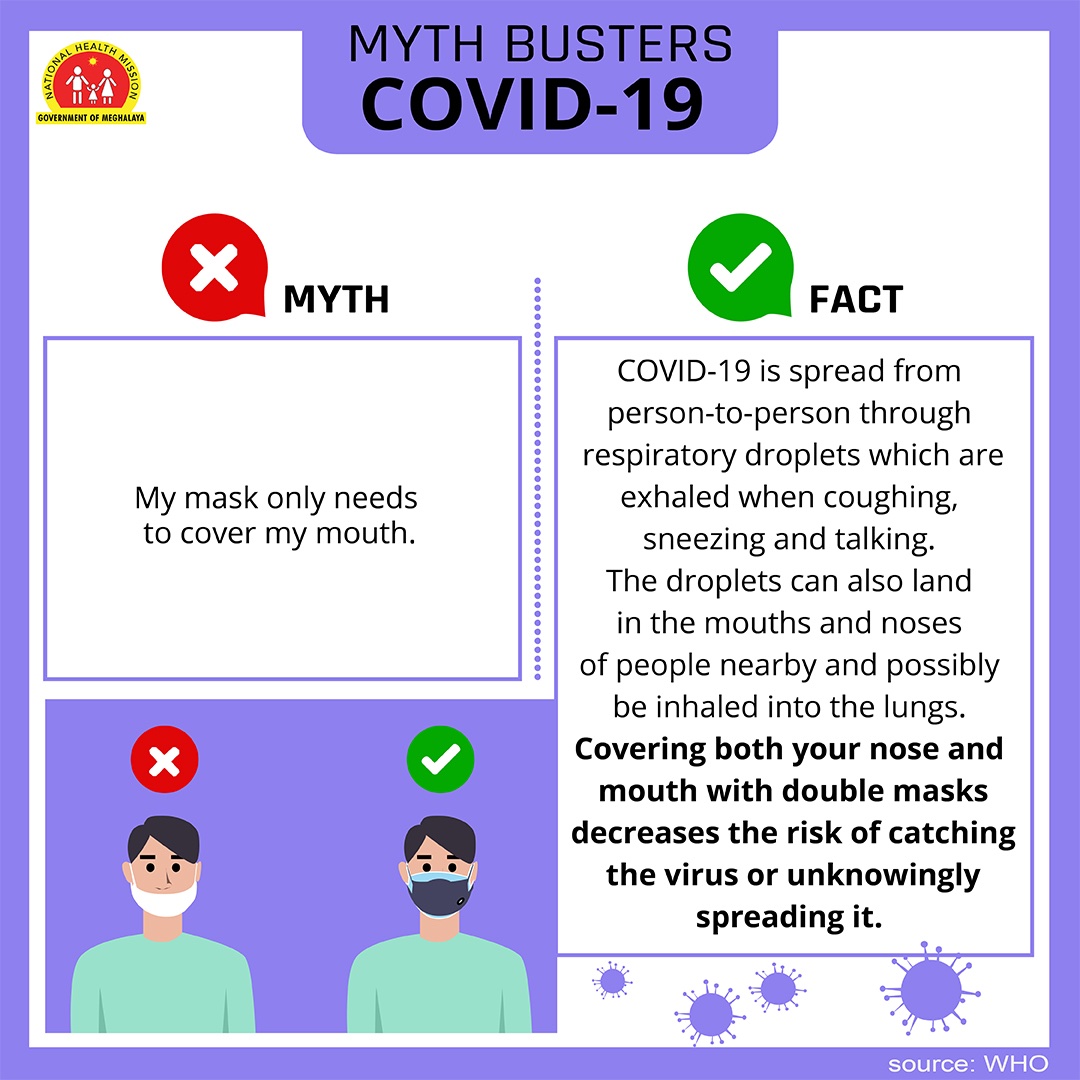 NATIONAL HEALTH MISSION
GOVERNMENT OF MEGHALAYA
MYTH BUSTERS
COVID-19
MYTH
My mask only needs
to cover my mouth.
FACT
COVID-19 is spread from
person-to-person through
respiratory droplets which are
exhaled when coughing,
sneezing and talking.
The droplets can also land
in the mouths and noses
of people nearby and possibly
be inhaled into the lungs.
Covering both your nose and
mouth with double masks
decreases the risk of catching
the virus or unknowingly
spreading it.
source: WHO